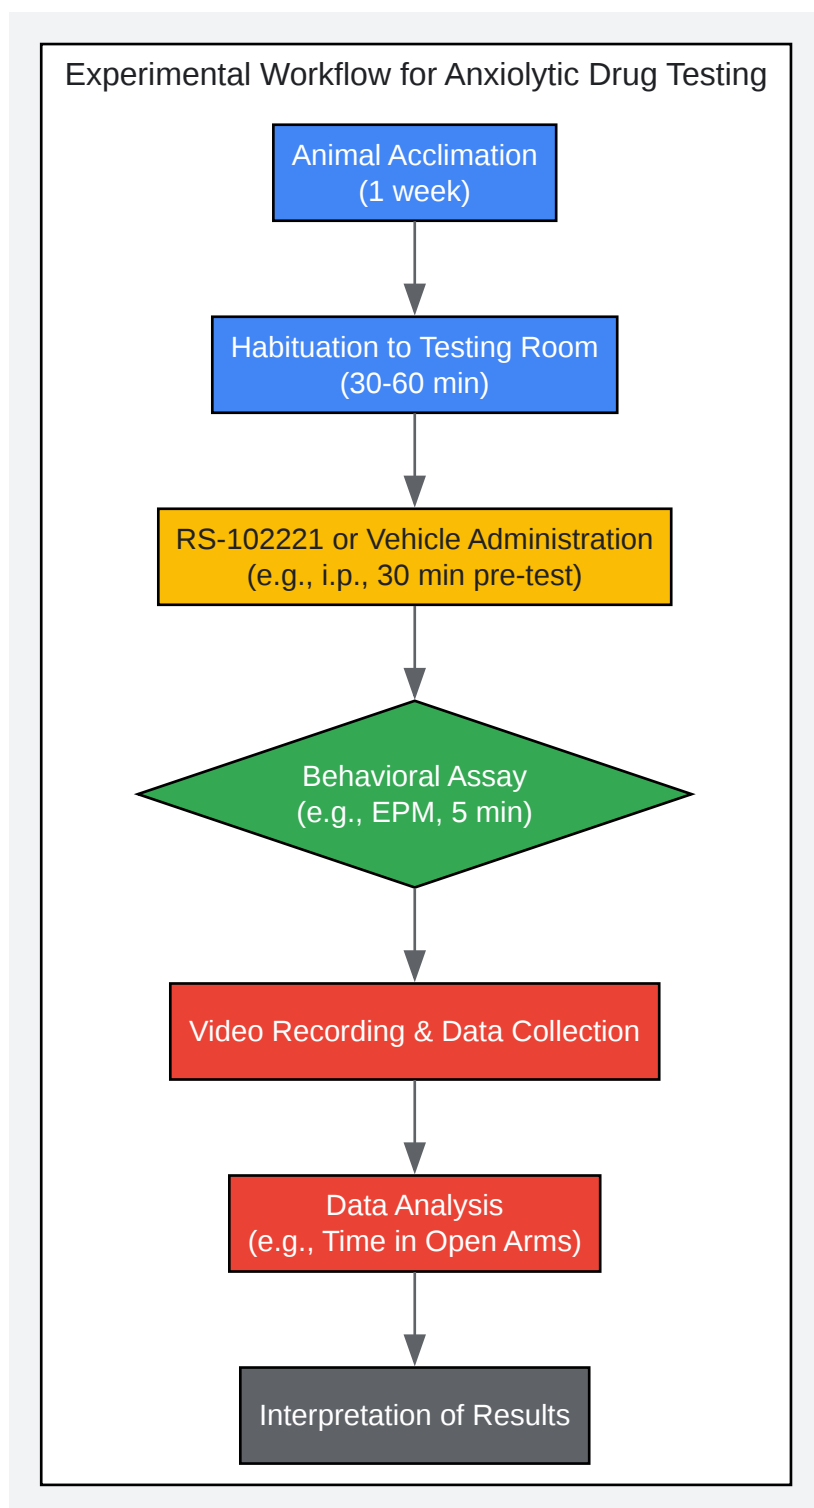 Experimental Workflow for Anxiolytic Drug Testing
Animal Acclimation
(1 week)
Habituation to Testing Room
(30-60 min)
RS-102221 or Vehicle Administration
(e.g., i.p., 30 min pre-test)
Behavioral Assay
(e.g., EPM, 5 min)
Video Recording & Data Collection
Data Analysis
(e.g., Time in Open Arms)
Interpretation of Results